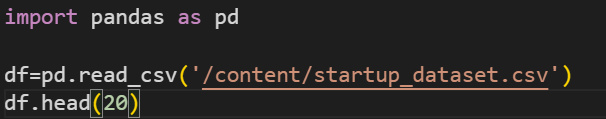 import pandas as pd
df=pd.read_csv('/content/startup_dataset.csv')
df.head(20)